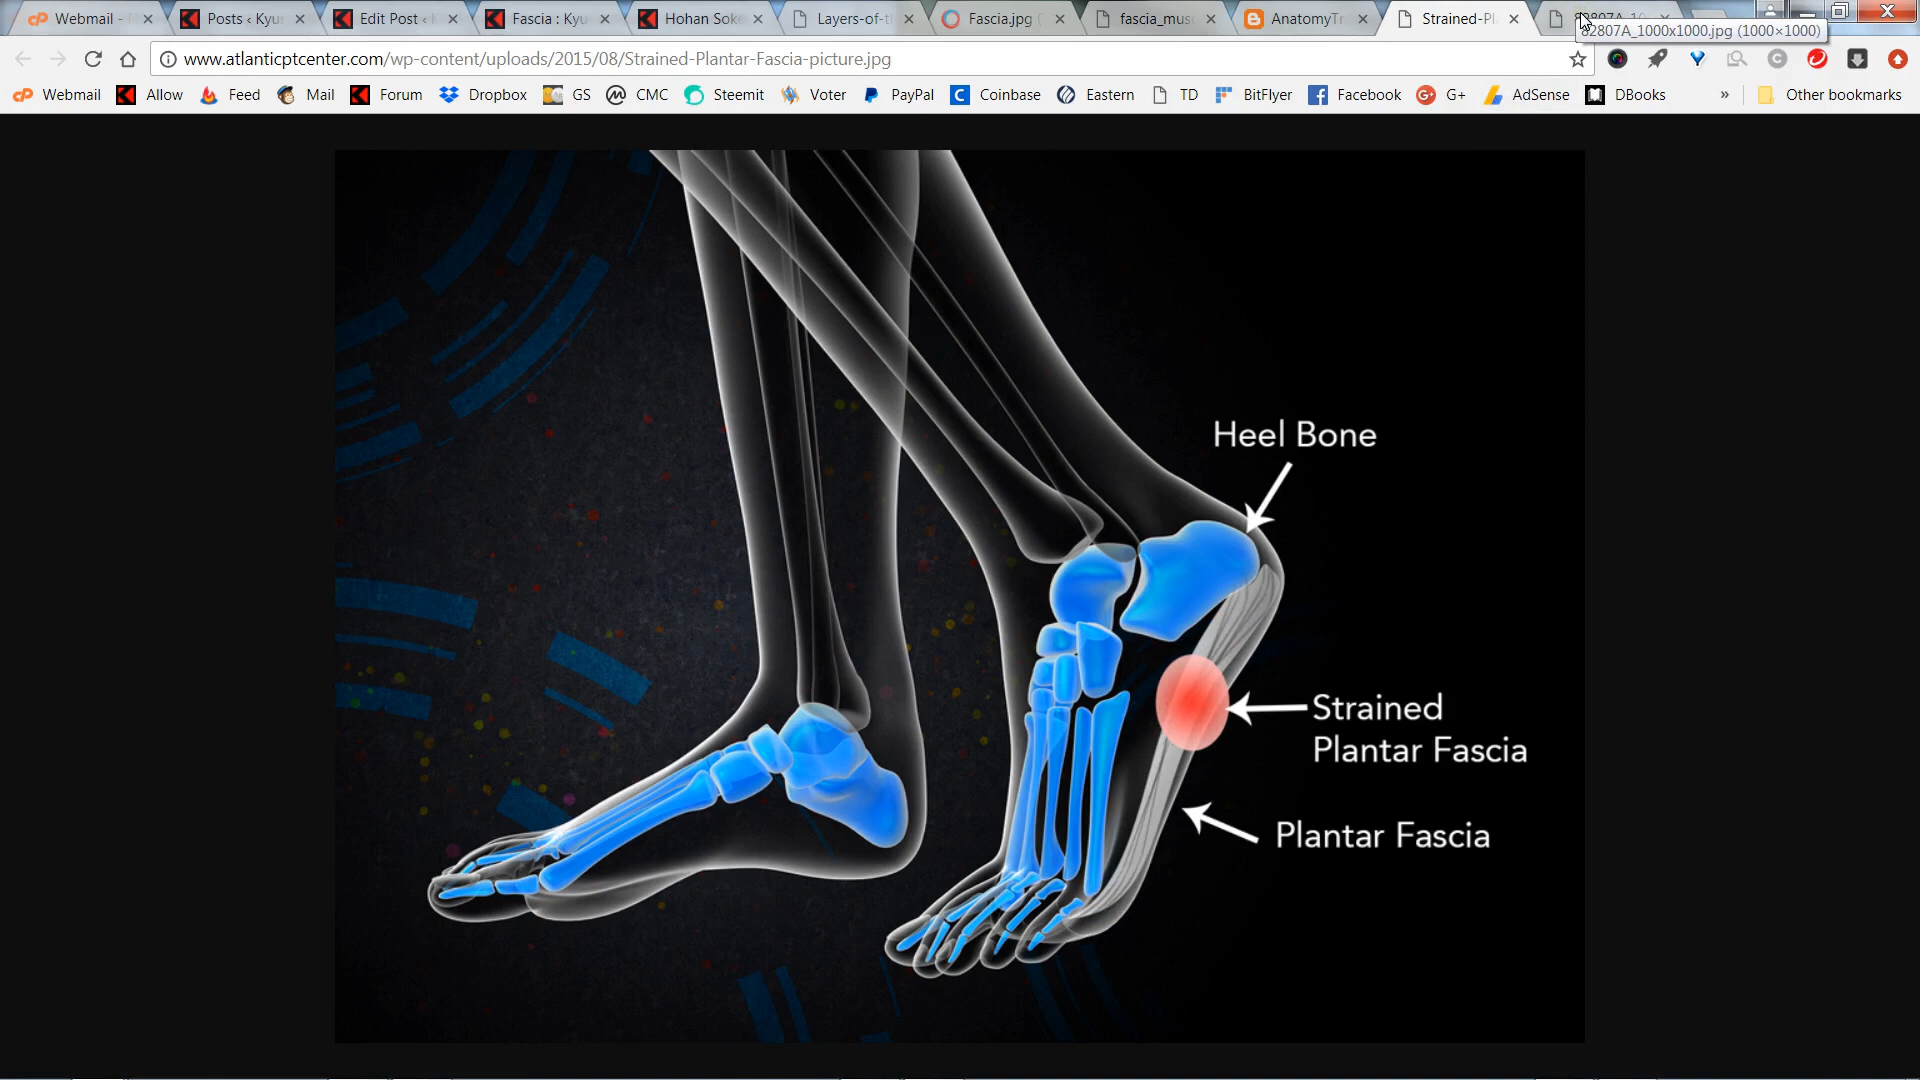 Webmail -
Posts ‹ Kyu
Edit Post ‹
Fascia : Kyu
Hohan Soke
Layers-of-t
Fascia.jpg (
fascia_mus
AnatomyTr
Strained-Pl
82807A_1000x1000.jpg (1000×1000)
www.atlanticptcenter.com/wp-content/uploads/2015/08/Strained-Plantar-Fascia-picture.jpg
Webmail
Allow
Feed
Mail
Forum
Dropbox
GS
CMC
Steemit
Voter
PayPal
Coinbase
Eastern
TD
BitFlyer
Facebook
G+
AdSense
DBooks
»
Other bookmarks
Heel Bone
Strained
Plantar Fascia
Plantar Fascia